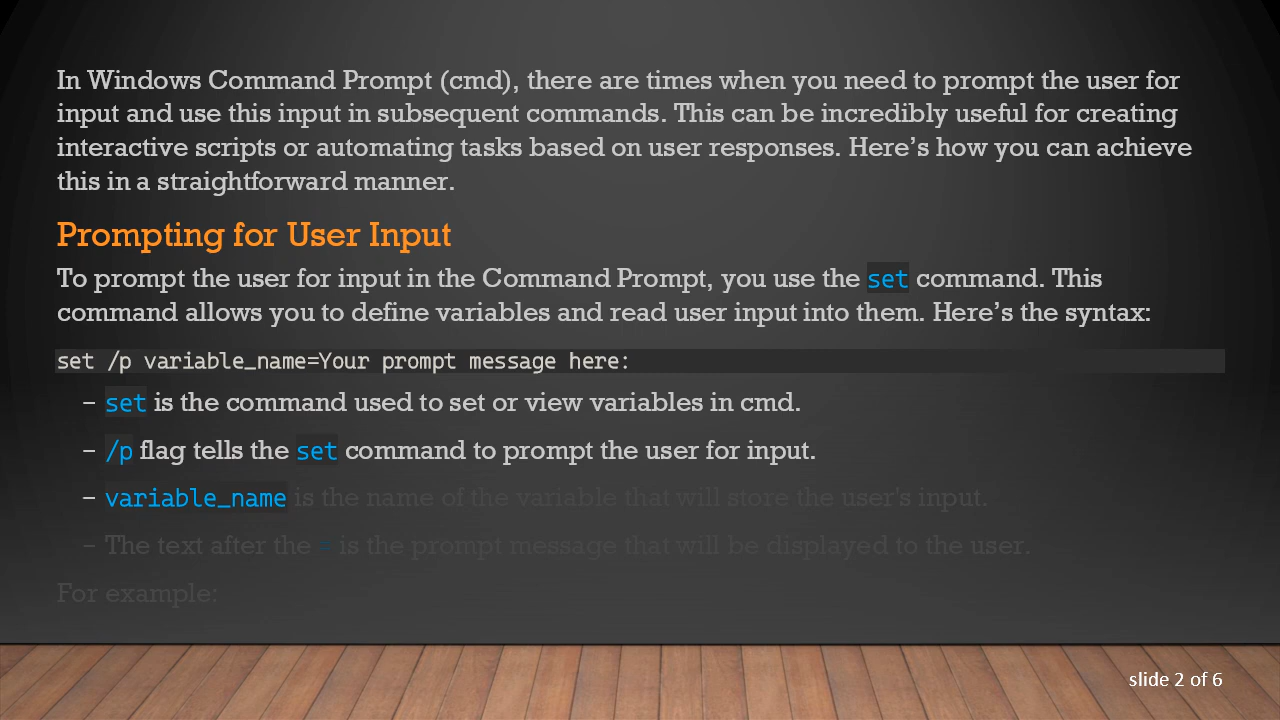 In Windows Command Prompt (cmd), there are times when you need to prompt the user for
input and use this input in subsequent commands. This can be incredibly useful for creating
interactive scripts or automating tasks based on user responses. Here’s how you can achieve
this in a straightforward manner.
Prompting for User Input
To prompt the user for input in the Command Prompt, you use the set command. This
command allows you to define variables and read user input into them. Here’s the syntax:
set /p variable_name=Your prompt message here:
– set is the command used to set or view variables in cmd.
– /p flag tells the set command to prompt the user for input.
– variable_name is the name of the variable that will store the user's input.
– The text after the = is the prompt message that will be displayed to the user.
For example:
slide 2 of 6